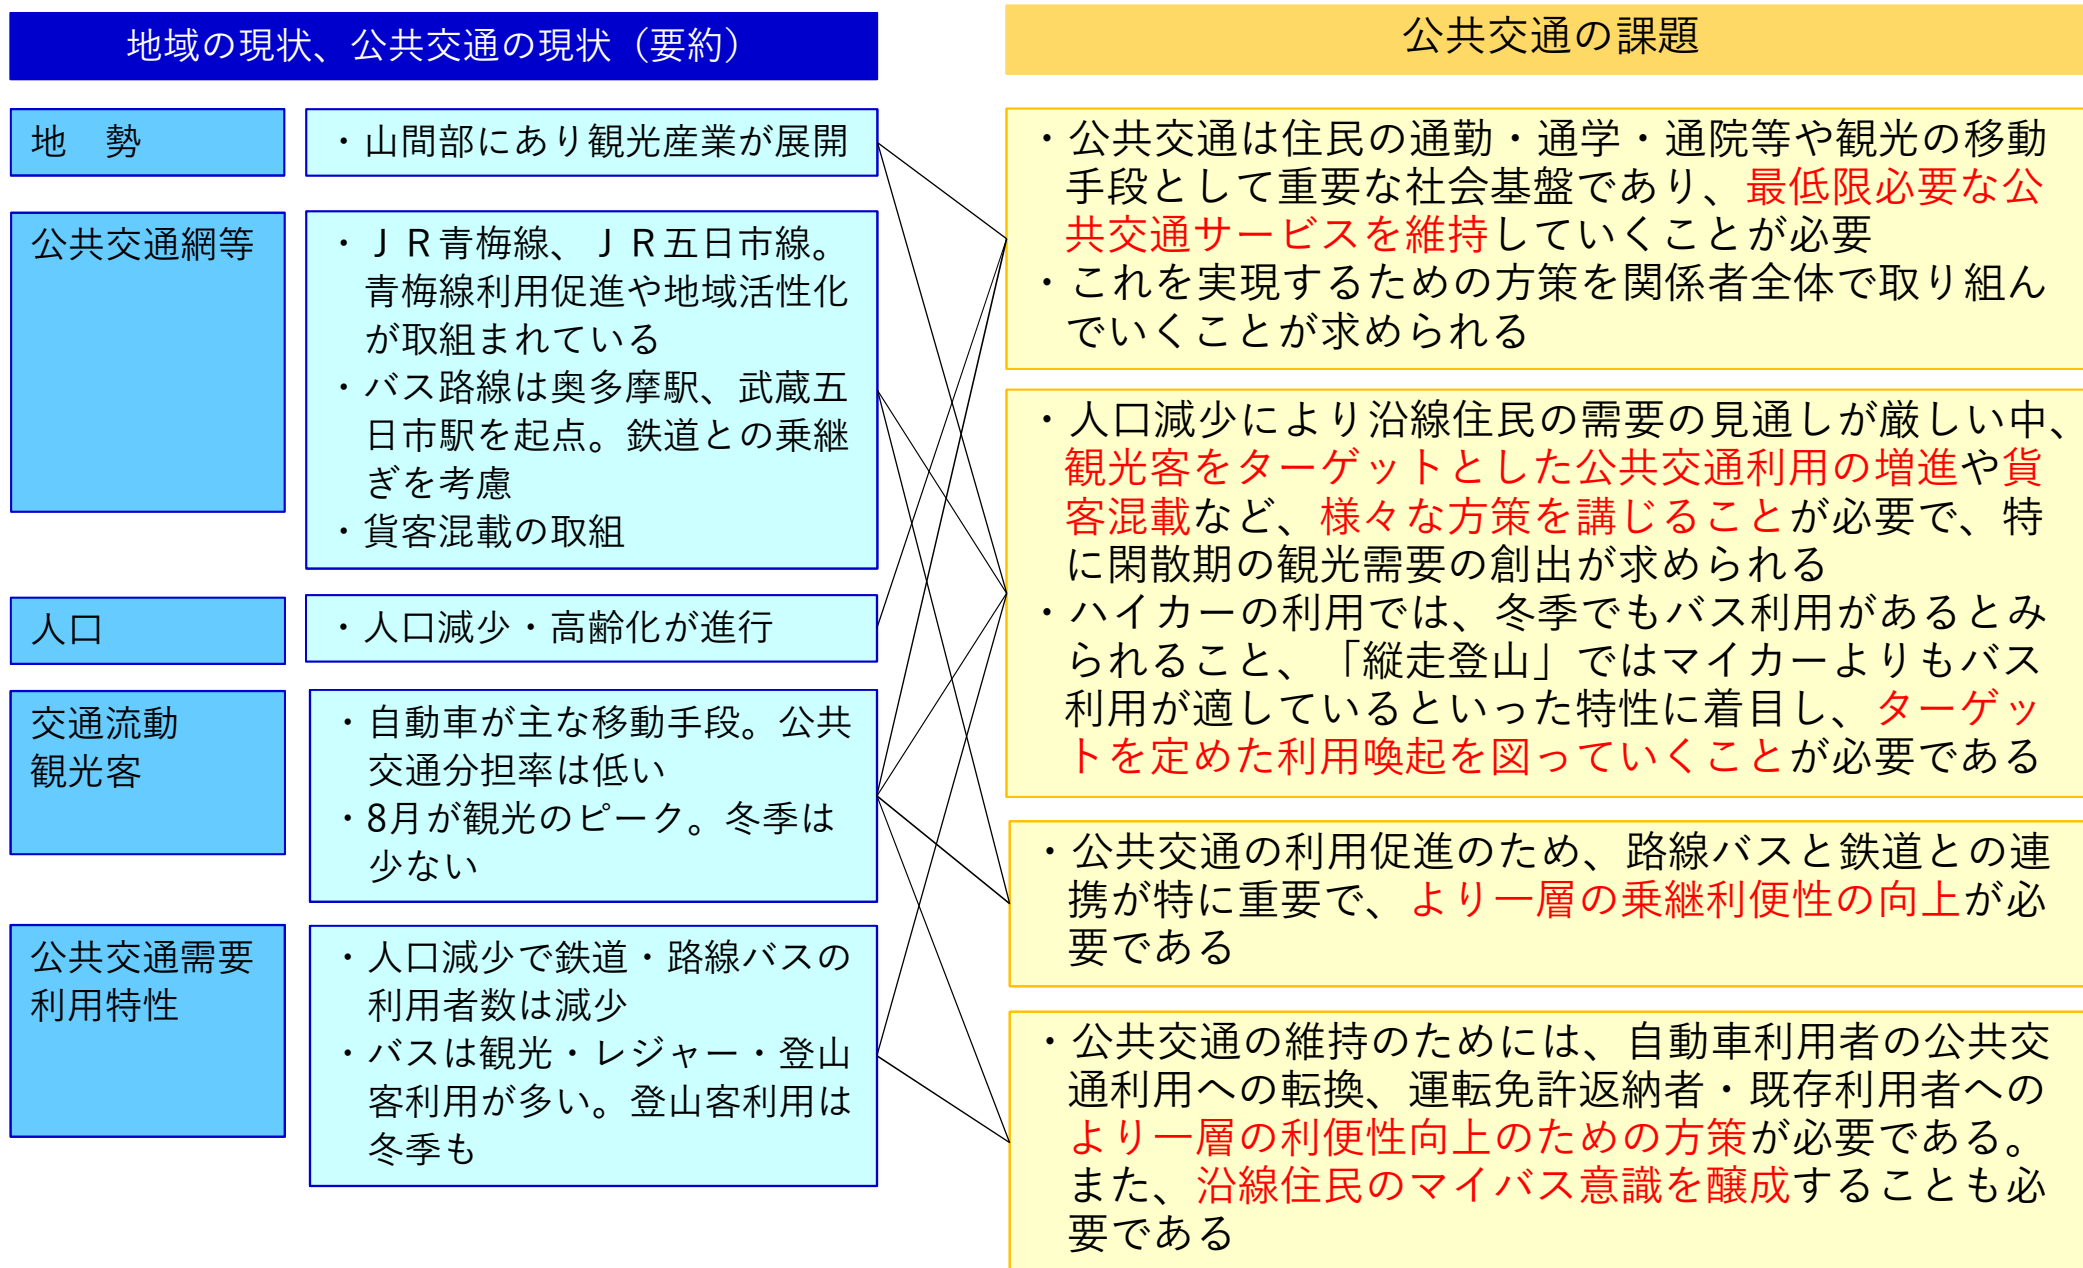 地域の現状、公共交通の現状（要約）
地　勢
・山間部にあり観光産業が展開
公共交通網等
・ＪＲ青梅線、ＪＲ五日市線。
青梅線利用促進や地域活性化
が取組まれている
・バス路線は奥多摩駅、武蔵五
日市駅を起点。鉄道との乗継
ぎを考慮
・貨客混載の取組
人口
・人口減少・高齢化が進行
交通流動
観光客
・自動車が主な移動手段。公共
交通分担率は低い
・8月が観光のピーク。冬季は
少ない
公共交通需要
利用特性
・人口減少で鉄道・路線バスの
利用者数は減少
・バスは観光・レジャー・登山
客利用が多い。登山客利用は
冬季も
公共交通の課題
・公共交通は住民の通勤・通学・通院等や観光の移動
手段として重要な社会基盤であり、最低限必要な公
共交通サービスを維持していくことが必要
・これを実現するための方策を関係者全体で取り組ん
でいくことが求められる
・人口減少により沿線住民の需要の見通しが厳しい中、
観光客をターゲットとした公共交通利用の増進や貨
客混載など、様々な方策を講じることが必要で、特
に閑散期の観光需要の創出が求められる
・ハイカーの利用では、冬季でもバス利用があるとみ
られること、「縦走登山」ではマイカーよりもバス
利用が適しているといった特性に着目し、ターゲッ
トを定めた利用喚起を図っていくことが必要である
・公共交通の利用促進のため、路線バスと鉄道との連
携が特に重要で、より一層の乗継利便性の向上が必
要である
・公共交通の維持のためには、自動車利用者の公共交
通利用への転換、運転免許返納者・既存利用者への
より一層の利便性向上のための方策が必要である。
また、沿線住民のマイバス意識を醸成することも必
要である